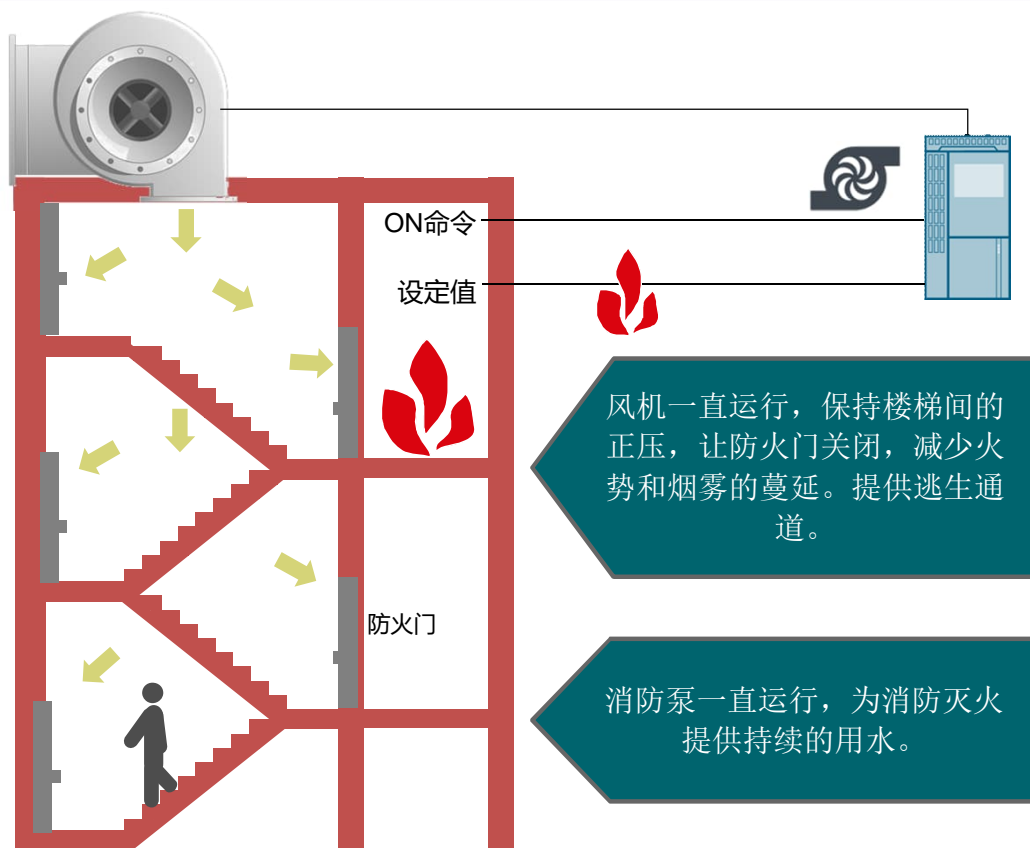 ON命令
设定值
风机一直运行，保持楼梯间的
正压，让防火门关闭，减少火
势和烟雾的蔓延。提供逃生通
道。
防火门
消防泵一直运行，为消防灭火
提供持续的用水。